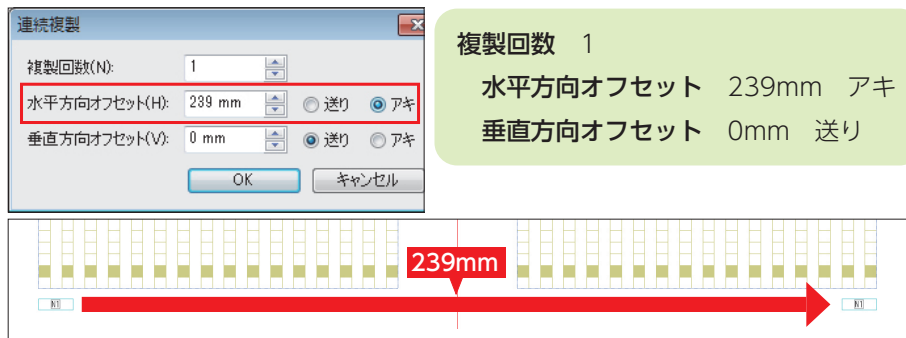 連続複製
複製回数(N): 1
水平方向オフセット(H): 239 mm 送り アキ
垂直方向オフセット(V): 0 mm 送り アキ
OK キャンセル
複製回数 1
水平方向オフセット 239mm アキ
垂直方向オフセット 0mm 送り
239mm
N1 N1